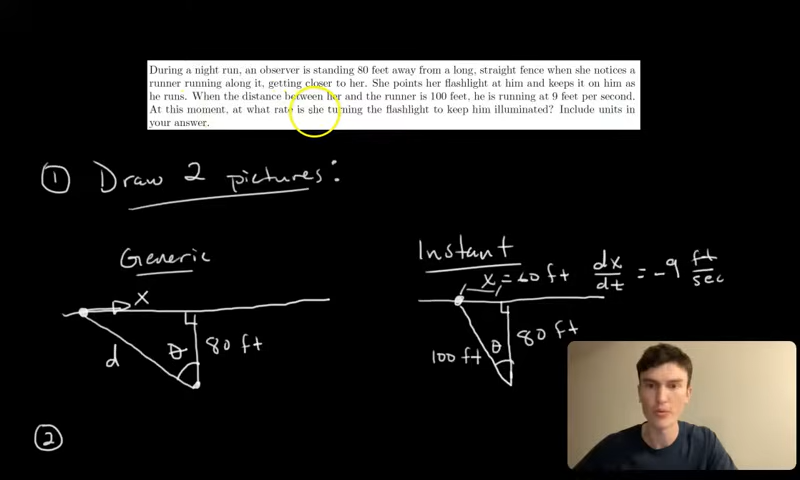 During a night run, an observer is standing 80 feet away from a long, straight fence when she notices a
runner running along it, getting closer to her. She points her flashlight at him and keeps it on him as
he runs. When the distance between her and the runner is 100 feet, he is running at 9 feet per second.
At this moment, at what rate is she turning the flashlight to keep him illuminated? Include units in
your answer.
① Draw 2 pictures:
Generic
x
d
θ
80 ft
Instant
x = 60 ft
dx/dt = -9 ft/sec
100 ft
θ
80 ft
②